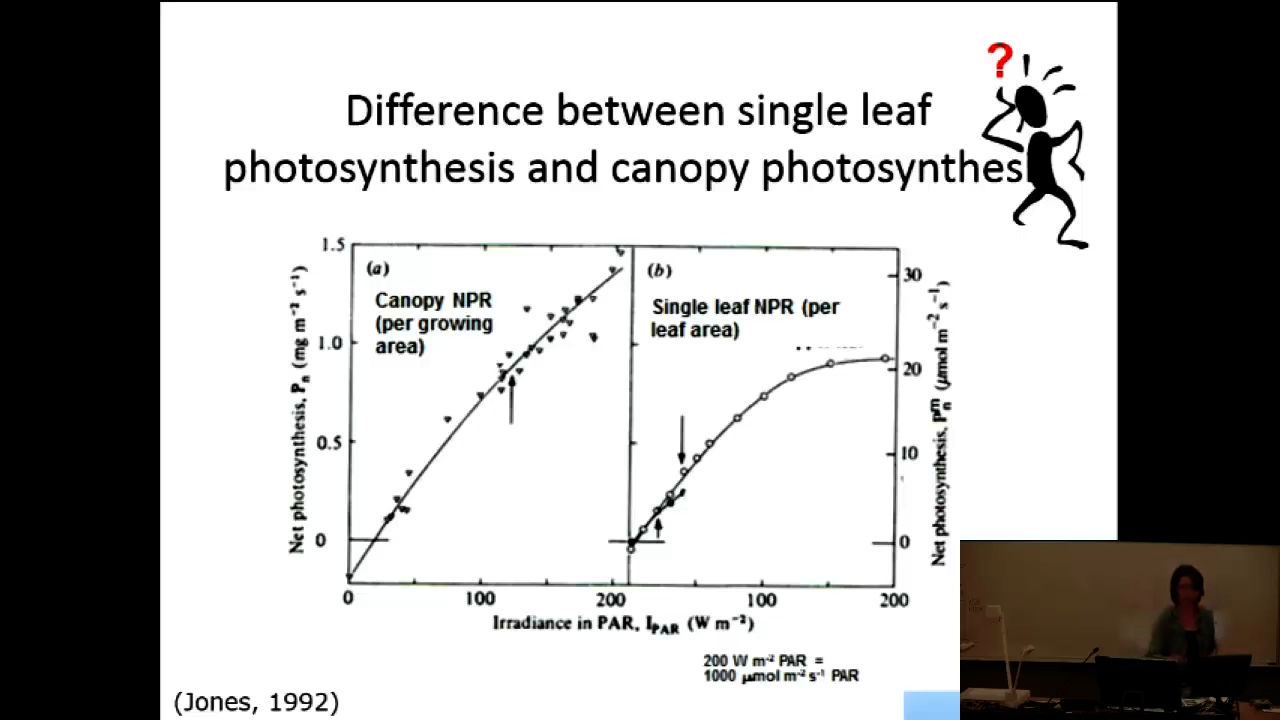 ?
Difference between single leaf
photosynthesis and canopy photosynthes
(a)
Canopy NPR
(per growing
area)
Net photosynthesis, Pn (mg m⁻² s⁻¹)
1.5
1.0
0.5
0
0
100
200
(b)
Single leaf NPR (per
leaf area)
100
200
30
20
10
0
Net photosynthesis, Pnᵐ (μmol m⁻² s⁻¹)
Irradiance in PAR, IPAR (W m⁻²)
200 W m⁻² PAR =
1000 μmol m⁻² s⁻¹ PAR
(Jones, 1992)